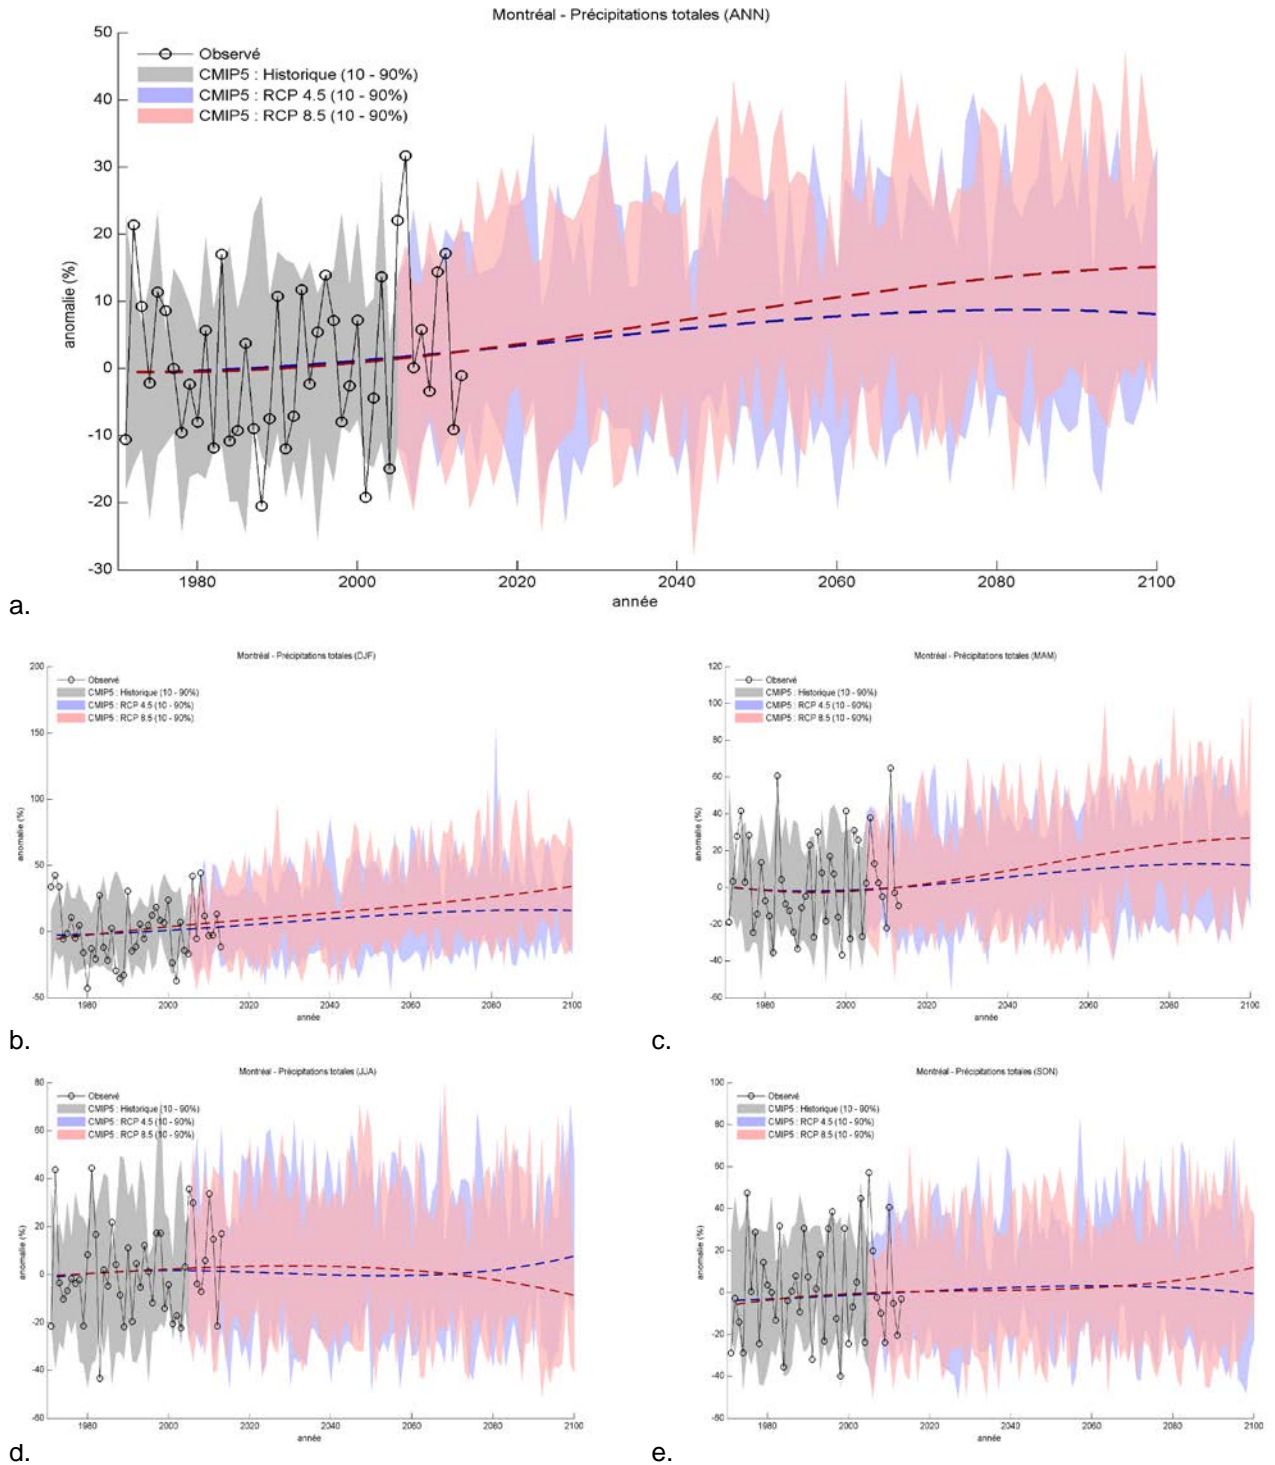 Montréal - Précipitations totales (ANN)
50
40
30
20
10
0
-10
-20
-30
anomalie (%)
Observé
CMIP5 : Historique (10 - 90%)
CMIP5 : RCP 4.5 (10 - 90%)
CMIP5 : RCP 8.5 (10 - 90%)
1980 2000 2020 2040 2060 2080 2100
année
a.
Montréal - Précipitations totales (DJF)
200
150
100
50
0
-50
anomalie (%)
Observé
CMIP5 : Historique (10 - 90%)
CMIP5 : RCP 4.5 (10 - 90%)
CMIP5 : RCP 8.5 (10 - 90%)
1980 2000 2020 2040 2060 2080 2100
année
b.
Montréal - Précipitations totales (MAM)
120
100
80
60
40
20
0
-20
-40
-60
anomalie (%)
Observé
CMIP5 : Historique (10 - 90%)
CMIP5 : RCP 4.5 (10 - 90%)
CMIP5 : RCP 8.5 (10 - 90%)
1980 2000 2020 2040 2060 2080 2100
année
c.
Montréal - Précipitations totales (JJA)
80
60
40
20
0
-20
-40
-60
anomalie (%)
Observé
CMIP5 : Historique (10 - 90%)
CMIP5 : RCP 4.5 (10 - 90%)
CMIP5 : RCP 8.5 (10 - 90%)
1980 2000 2020 2040 2060 2080 2100
année
d.
Montréal - Précipitations totales (SON)
100
80
60
40
20
0
-20
-40
-60
anomalie (%)
Observé
CMIP5 : Historique (10 - 90%)
CMIP5 : RCP 4.5 (10 - 90%)
CMIP5 : RCP 8.5 (10 - 90%)
1980 2000 2020 2040 2060 2080 2100
année
e.